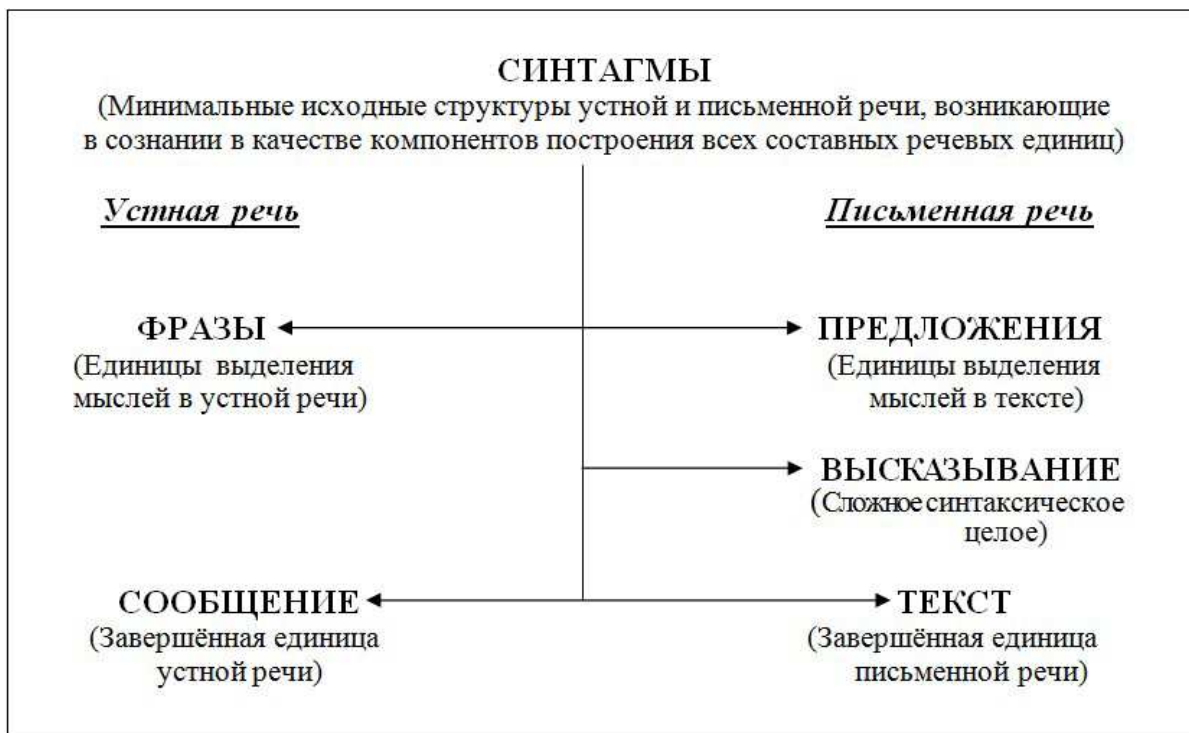 СИНТАГМЫ
(Минимальные исходные структуры устной и письменной речи, возникающие
в сознании в качестве компонентов построения всех составных речевых единиц)
Устная речь
Письменная речь
ФРАЗЫ
ПРЕДЛОЖЕНИЯ
(Единицы выделения
мыслей в устной речи)
(Единицы выделения
мыслей в тексте)
ВЫСКАЗЫВАНИЕ
(Сложное синтаксическое
целое)
СООБЩЕНИЕ
ТЕКСТ
(Завершённая единица
устной речи)
(Завершённая единица
письменной речи)